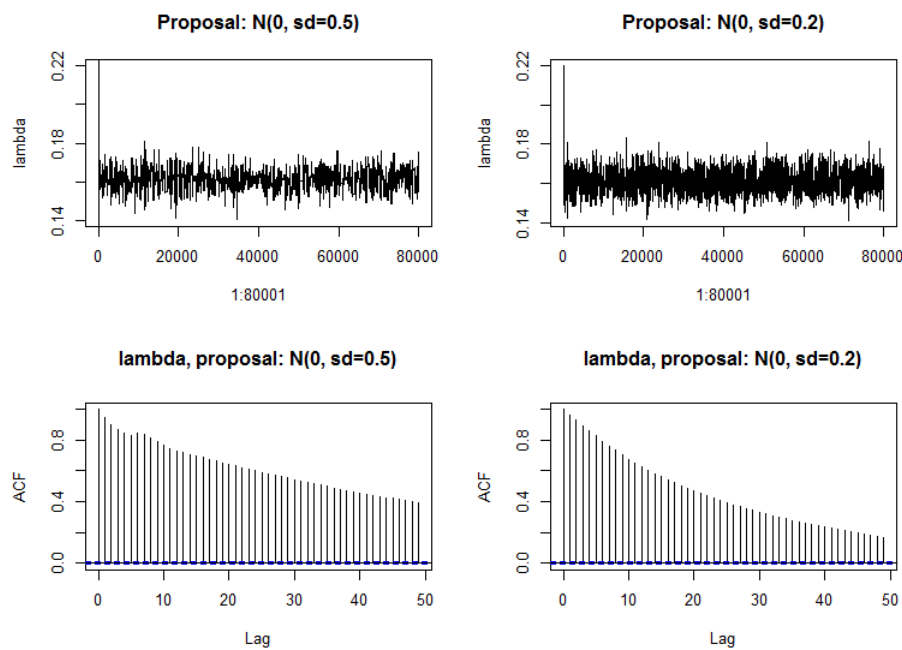 Proposal: N(0, sd=0.5)
lambda
0.22
0.18
0.14
0 20000 40000 60000 80000
1:80001
Proposal: N(0, sd=0.2)
lambda
0.22
0.18
0.14
0 20000 40000 60000 80000
1:80001
lambda, proposal: N(0, sd=0.5)
ACF
0.8
0.4
0.0
0 10 20 30 40 50
Lag
lambda, proposal: N(0, sd=0.2)
ACF
0.8
0.4
0.0
0 10 20 30 40 50
Lag